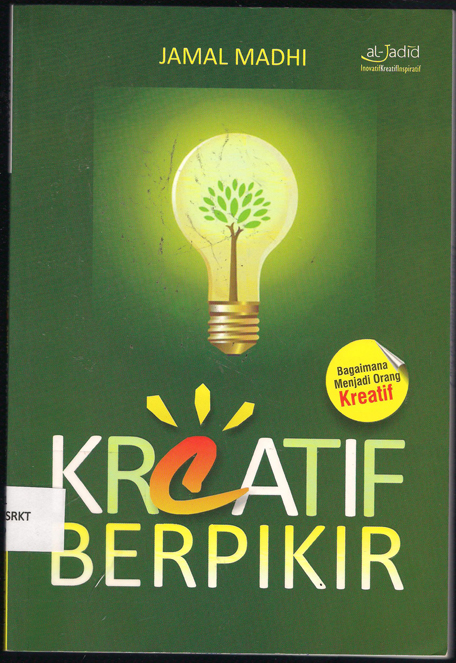 JAMAL MADHI
al-Jadid
InovatifKreatifInspiratif
Bagaimana
Menjadi Orang
Kreatif
KREATIF
BERPIKIR
SRKT